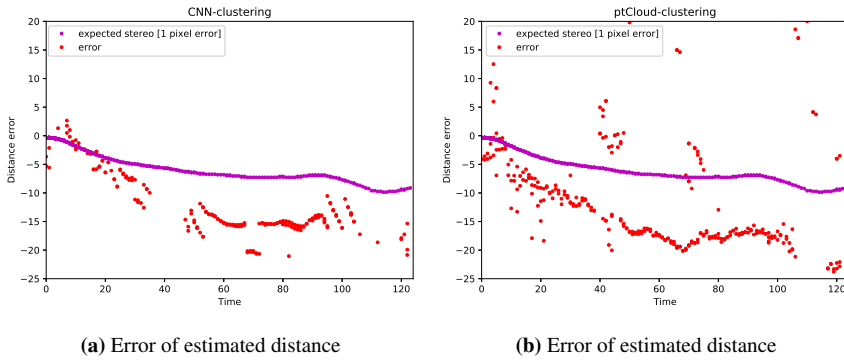 CNN-clustering
20
15
10
5
0
−5
−10
−15
−20
−25
Distance error
expected stereo [1 pixel error]
error
0 20 40 60 80 100 120
Time
(a) Error of estimated distance
ptCloud-clustering
20
15
10
5
0
−5
−10
−15
−20
−25
Distance error
expected stereo [1 pixel error]
error
0 20 40 60 80 100 120
Time
(b) Error of estimated distance